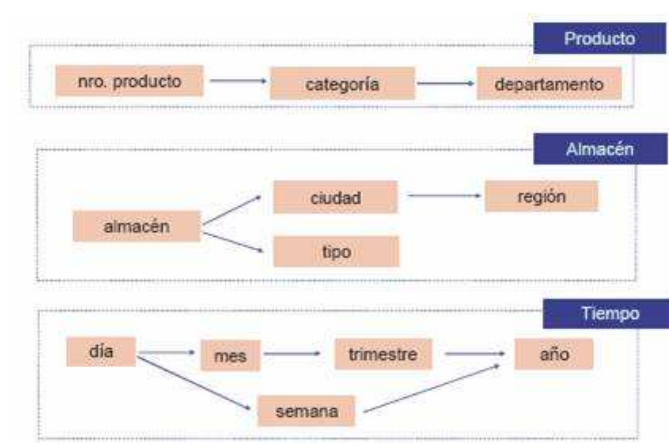 Producto
nro. producto
categoría
departamento
Almacén
ciudad
región
almacén
tipo
Tiempo
día
mes
trimestre
año
semana